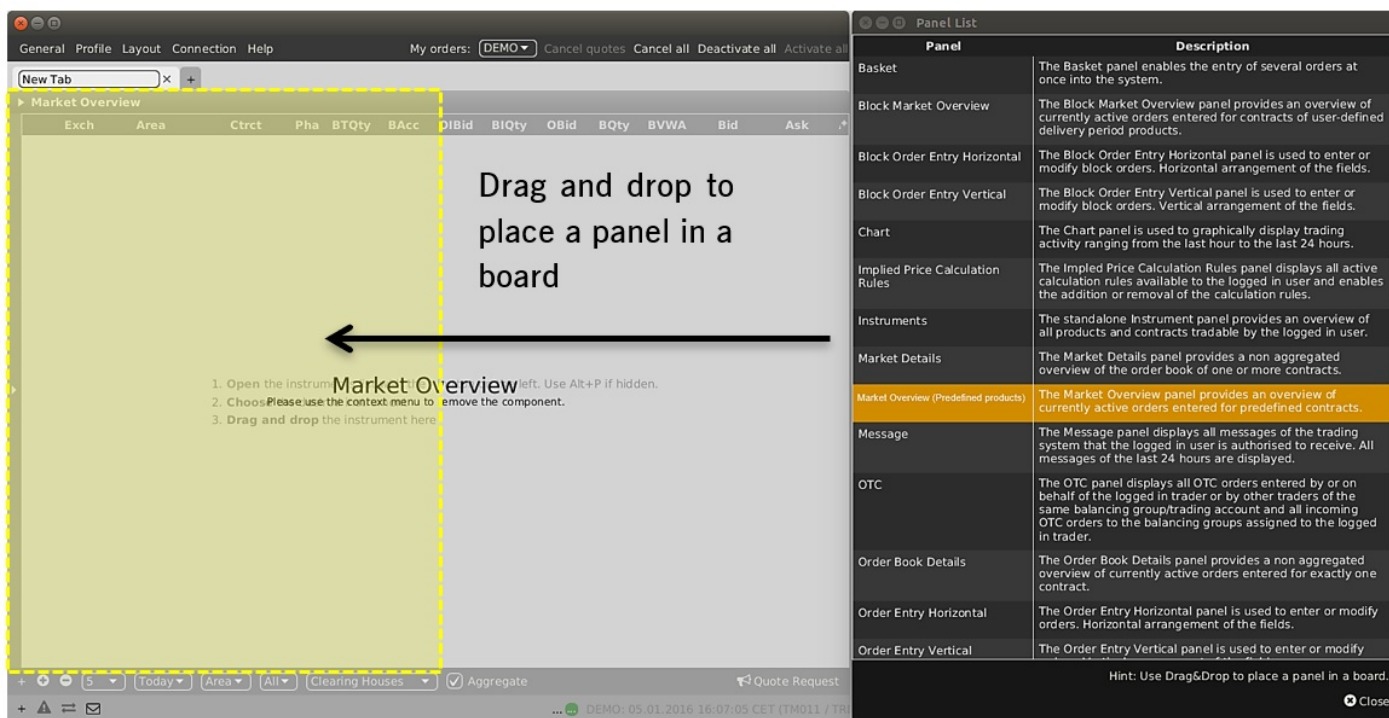 General Profile Layout Connection Help My orders: DEMO Cancel quotes Cancel all Deactivate all Activate all
New Tab × +
Market Overview
Exch Area Ctrct Pha BTQty BAcc OIBid BIQty OBid BQty BVWA Bid Ask
Drag and drop to
place a panel in a
board
1. Open the instrument left. Use Alt+P if hidden.
Market Overview
2. Choose
Please use the context menu to remove the component.
3. Drag and drop the instrument here
+ 5 Today Area All Clearing Houses Aggregate Quote Request
+ ... DEMO: 05.01.2016 16:07:05 CET (TM011 / TR
Panel List
Panel Description
Basket
The Basket panel enables the entry of several orders at
once into the system.
Block Market Overview
The Block Market Overview panel provides an overview of
currently active orders entered for contracts of user-defined
delivery period products.
Block Order Entry Horizontal
The Block Order Entry Horizontal panel is used to enter or
modify block orders. Horizontal arrangement of the fields.
Block Order Entry Vertical
The Block Order Entry Vertical panel is used to enter or
modify block orders. Vertical arrangement of the fields.
Chart
The Chart panel is used to graphically display trading
activity ranging from the last hour to the last 24 hours.
Implied Price Calculation
Rules
The Impled Price Calculation Rules panel displays all active
calculation rules available to the logged in user and enables
the addition or removal of the calculation rules.
Instruments
The standalone Instrument panel provides an overview of
all products and contracts tradable by the logged in user.
Market Details
The Market Details panel provides a non aggregated
overview of the order book of one or more contracts.
Market Overview (Predefined products)
The Market Overview panel provides an overview of
currently active orders entered for predefined contracts.
Message
The Message panel displays all messages of the trading
system that the logged in user is authorised to receive. All
messages of the last 24 hours are displayed.
OTC
The OTC panel displays all OTC orders entered by or on
behalf of the logged in trader or by other traders of the
same balancing group/trading account and all incoming
OTC orders to the balancing groups assigned to the logged
in trader.
Order Book Details
The Order Book Details panel provides a non aggregated
overview of currently active orders entered for exactly one
contract.
Order Entry Horizontal
The Order Entry Horizontal panel is used to enter or modify
orders. Horizontal arrangement of the fields.
Order Entry Vertical
The Order Entry Vertical panel is used to enter or modify
Hint: Use Drag&Drop to place a panel in a board.
Close